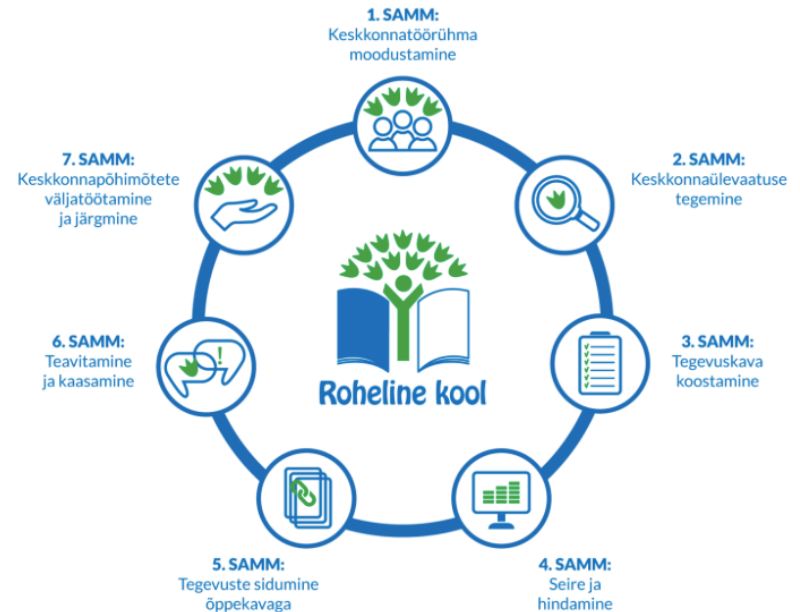 1. SAMM:
Keskkonnatöörühma
moodustamine
2. SAMM:
Keskkonnaülevaatuse
tegemine
3. SAMM:
Tegevuskava
koostamine
4. SAMM:
Seire ja
hindamine
5. SAMM:
Tegevuste sidumine
õppekavaga
6. SAMM:
Teavitamine
ja kaasamine
7. SAMM:
Keskkonnapõhimõtete
väljatöötamine
ja järgmine
Roheline kool